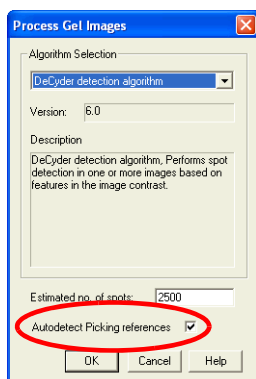 Process Gel Images
Algorithm Selection
DeCyder detection algorithm
Version: 6.0
Description
DeCyder detection algorithm, Performs spot
detection in one or more images based on
features in the image contrast.
Estimated no. of spots: 2500
Autodetect Picking references
OK Cancel Help